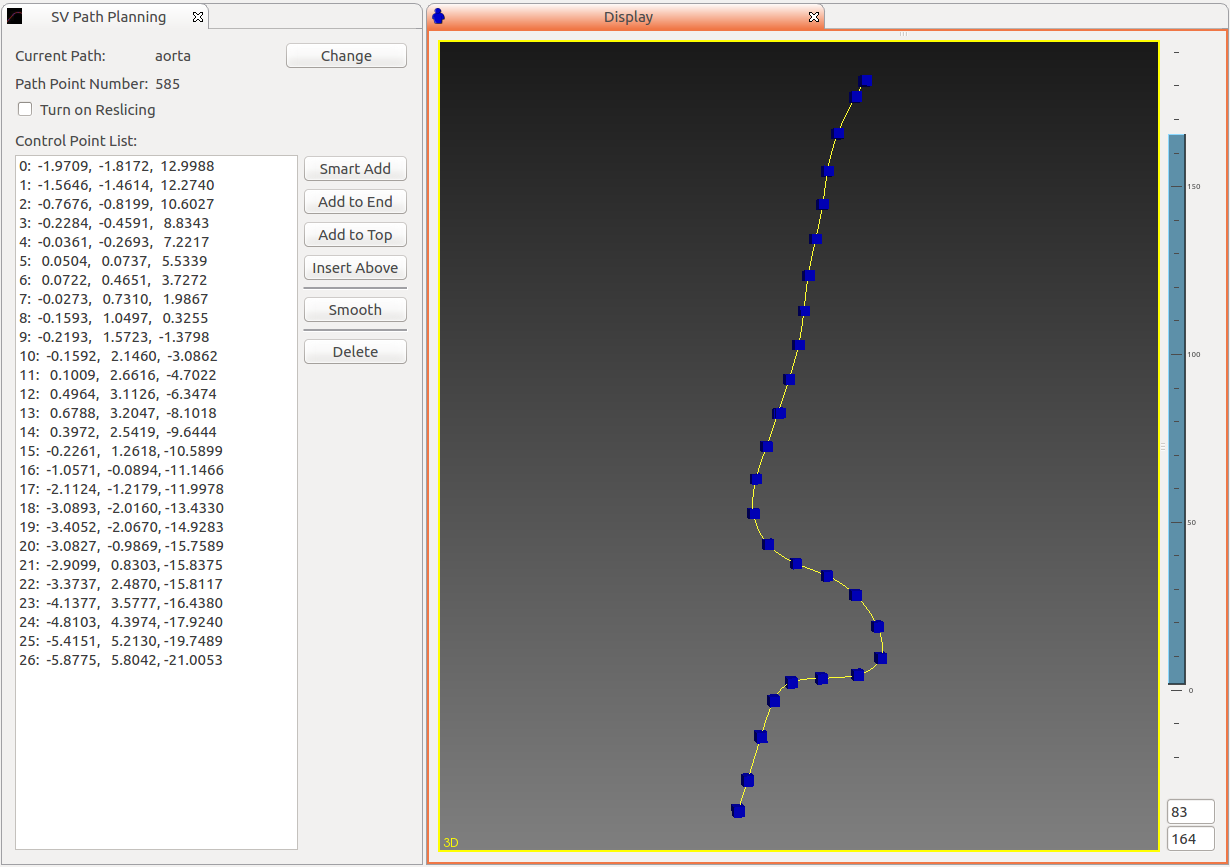 SV Path Planning
Current Path: aorta
Change
Path Point Number: 585
Turn on Reslicing
Control Point List:
0: -1.9709, -1.8172, 12.9988
1: -1.5646, -1.4614, 12.2740
2: -0.7676, -0.8199, 10.6027
3: -0.2284, -0.4591, 8.8343
4: -0.0361, -0.2693, 7.2217
5: 0.0504, 0.0737, 5.5339
6: 0.0722, 0.4651, 3.7272
7: -0.0273, 0.7310, 1.9867
8: -0.1593, 1.0497, 0.3255
9: -0.2193, 1.5723, -1.3798
10: -0.1592, 2.1460, -3.0862
11: 0.1009, 2.6616, -4.7022
12: 0.4964, 3.1126, -6.3474
13: 0.6788, 3.2047, -8.1018
14: 0.3972, 2.5419, -9.6444
15: -0.2261, 1.2618, -10.5899
16: -1.0571, -0.0894, -11.1466
17: -2.1124, -1.2179, -11.9978
18: -3.0893, -2.0160, -13.4330
19: -3.4052, -2.0670, -14.9283
20: -3.0827, -0.9869, -15.7589
21: -2.9099, 0.8303, -15.8375
22: -3.3737, 2.4870, -15.8117
23: -4.1377, 3.5777, -16.4380
24: -4.8103, 4.3974, -17.9240
25: -5.4151, 5.2130, -19.7489
26: -5.8775, 5.8042, -21.0053
Smart Add
Add to End
Add to Top
Insert Above
Smooth
Delete
Display
3D
150
100
50
0
83
164